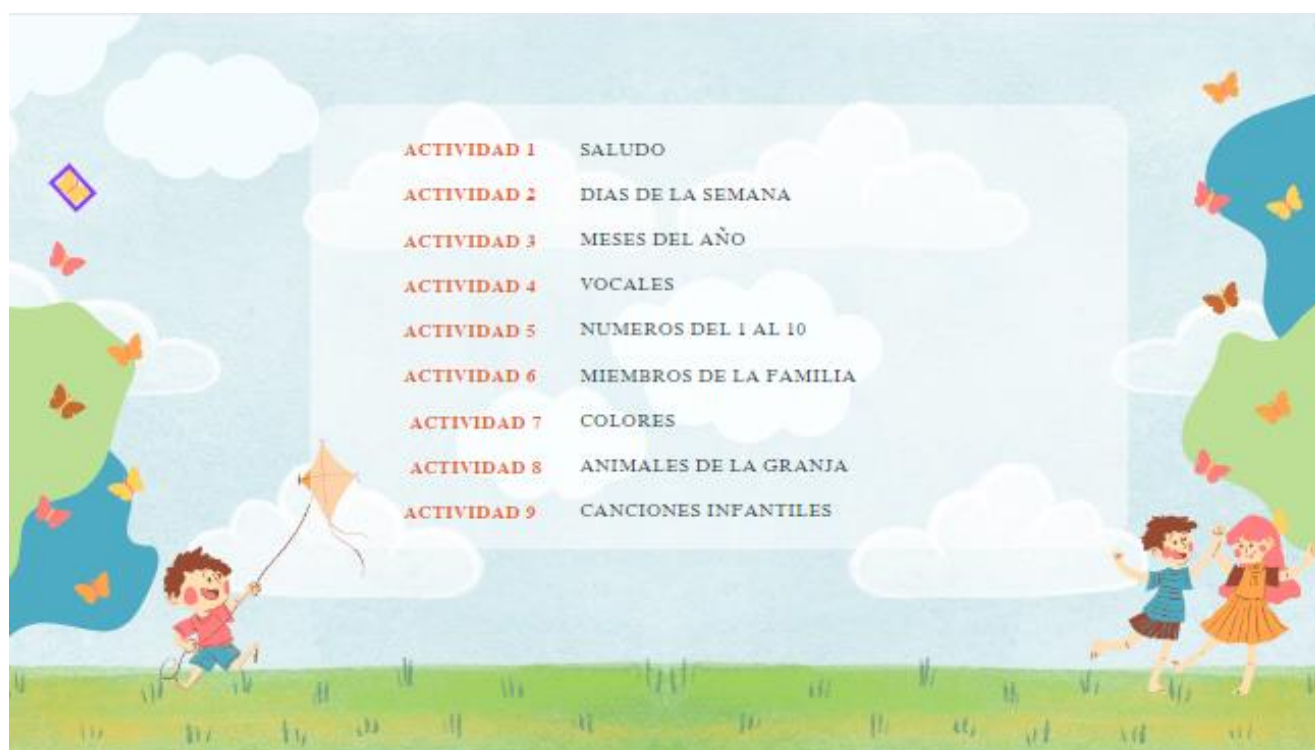 ACTIVIDAD 1 SALUDO
ACTIVIDAD 2 DIAS DE LA SEMANA
ACTIVIDAD 3 MESES DEL AÑO
ACTIVIDAD 4 VOCALES
ACTIVIDAD 5 NUMEROS DEL 1 AL 10
ACTIVIDAD 6 MIEMBROS DE LA FAMILIA
ACTIVIDAD 7 COLORES
ACTIVIDAD 8 ANIMALES DE LA GRANJA
ACTIVIDAD 9 CANCIONES INFANTILES